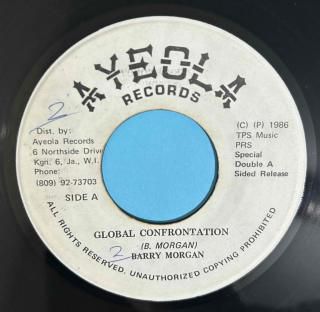 AYEOLA
RECORDS
2
Dist. by:
Ayeola Records
6 Northside Drive
Kgn. 6, Ja., W.I.
Phone:
(809) 92-73703
SIDE A
(C) (P) 1986
TPS Music
PRS
Special
Double A
Sided Release
GLOBAL CONFRONTATION
(B. MORGAN)
2
BARRY MORGAN
ALL RIGHTS RESERVED, UNAUTHORIZED COPYING PROHIBITED